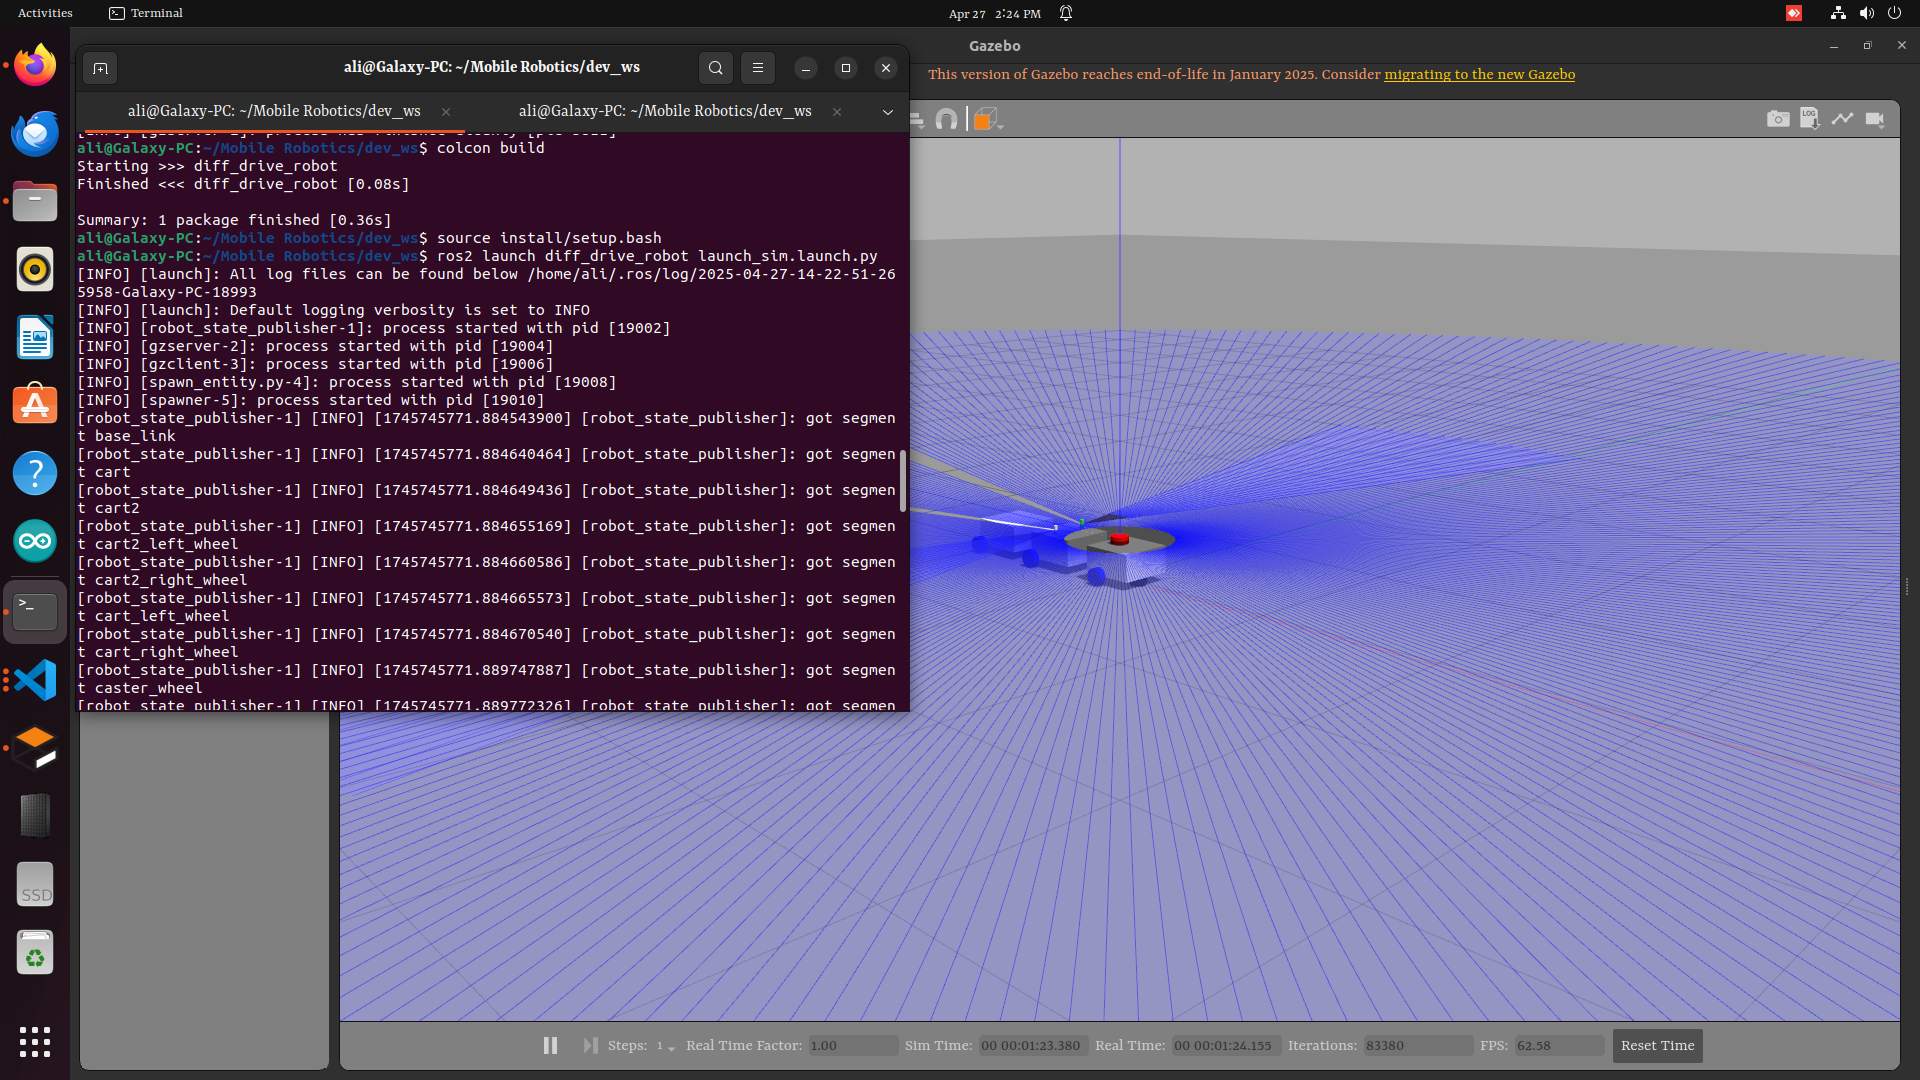 Activities
Terminal
Apr 27 2:24 PM
Gazebo
This version of Gazebo reaches end-of-life in January 2025. Consider migrating to the new Gazebo
ali@Galaxy-PC: ~/Mobile Robotics/dev_ws
ali@Galaxy-PC: ~/Mobile Robotics/dev_ws
ali@Galaxy-PC: ~/Mobile Robotics/dev_ws
ali@Galaxy-PC:~/Mobile Robotics/dev_ws$ colcon build
Starting >>> diff_drive_robot
Finished <<< diff_drive_robot [0.08s]
Summary: 1 package finished [0.36s]
ali@Galaxy-PC:~/Mobile Robotics/dev_ws$ source install/setup.bash
ali@Galaxy-PC:~/Mobile Robotics/dev_ws$ ros2 launch diff_drive_robot launch_sim.launch.py
[INFO] [launch]: All log files can be found below /home/ali/.ros/log/2025-04-27-14-22-51-26
5958-Galaxy-PC-18993
[INFO] [launch]: Default logging verbosity is set to INFO
[INFO] [robot_state_publisher-1]: process started with pid [19002]
[INFO] [gzserver-2]: process started with pid [19004]
[INFO] [gzclient-3]: process started with pid [19006]
[INFO] [spawn_entity.py-4]: process started with pid [19008]
[INFO] [spawner-5]: process started with pid [19010]
[robot_state_publisher-1] [INFO] [1745745771.884543900] [robot_state_publisher]: got segmen
t base_link
[robot_state_publisher-1] [INFO] [1745745771.884640464] [robot_state_publisher]: got segmen
t cart
[robot_state_publisher-1] [INFO] [1745745771.884649436] [robot_state_publisher]: got segmen
t cart2
[robot_state_publisher-1] [INFO] [1745745771.884655169] [robot_state_publisher]: got segmen
t cart2_left_wheel
[robot_state_publisher-1] [INFO] [1745745771.884660586] [robot_state_publisher]: got segmen
t cart2_right_wheel
[robot_state_publisher-1] [INFO] [1745745771.884665573] [robot_state_publisher]: got segmen
t cart_left_wheel
[robot_state_publisher-1] [INFO] [1745745771.884670540] [robot_state_publisher]: got segmen
t cart_right_wheel
[robot_state_publisher-1] [INFO] [1745745771.889747887] [robot_state_publisher]: got segmen
t caster_wheel
[robot_state_publisher-1] [INFO] [1745745771.889772326] [robot_state_publisher]: got segmen
LOG
SSD
Steps: 1
Real Time Factor: 1.00
Sim Time: 00 00:01:23.380
Real Time: 00 00:01:24.155
Iterations: 83380
FPS: 62.58
Reset Time